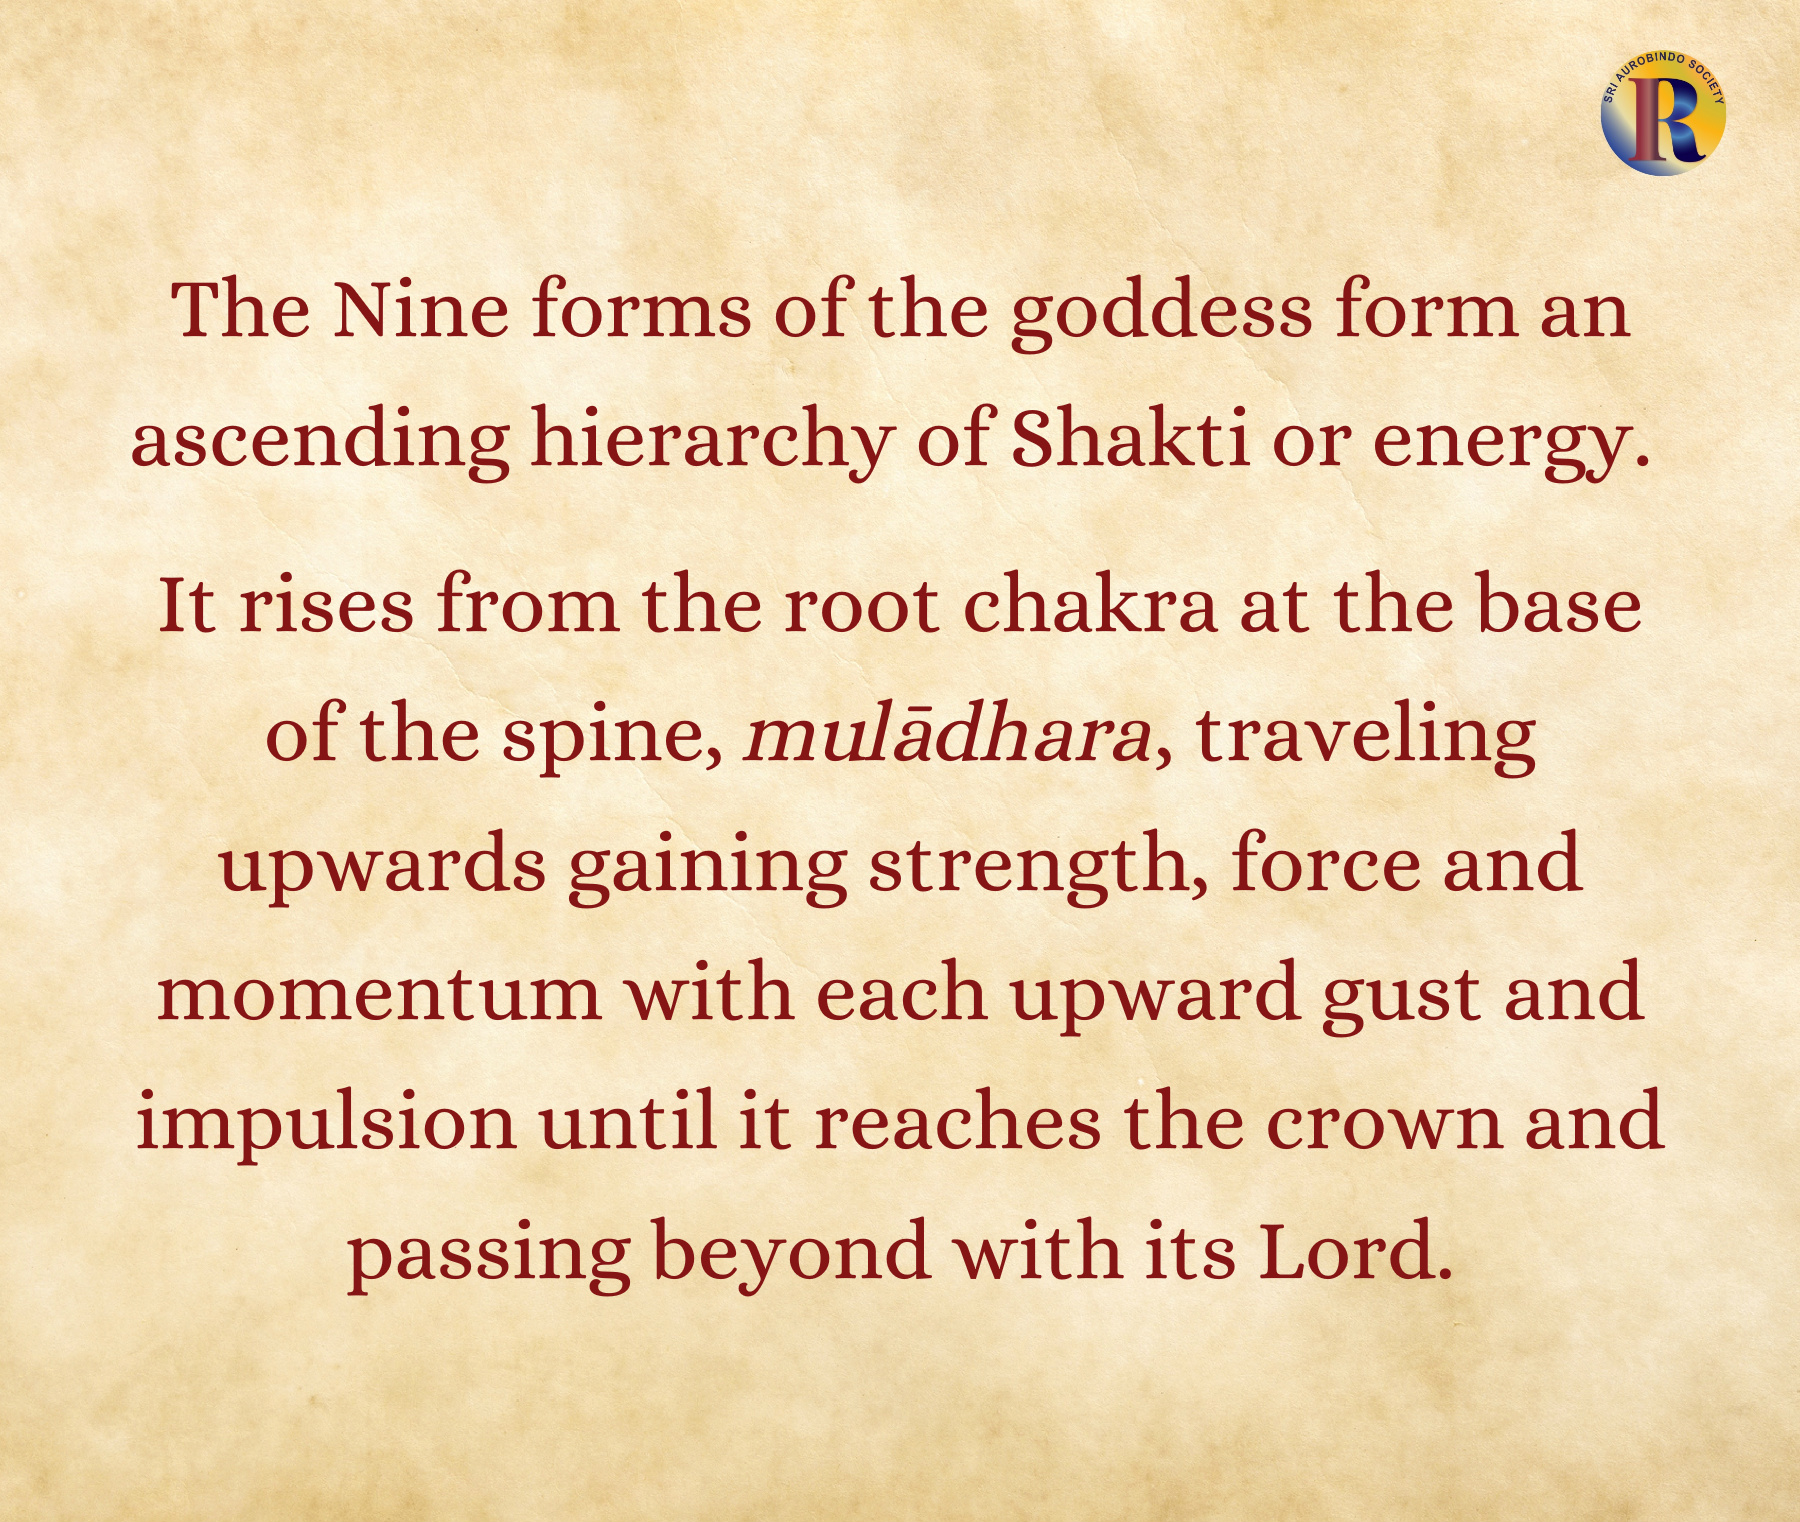 SRI AUROBINDO SOCIETY
R
The Nine forms of the goddess form an
ascending hierarchy of Shakti or energy.
It rises from the root chakra at the base
of the spine, mulādhara, traveling
upwards gaining strength, force and
momentum with each upward gust and
impulsion until it reaches the crown and
passing beyond with its Lord.